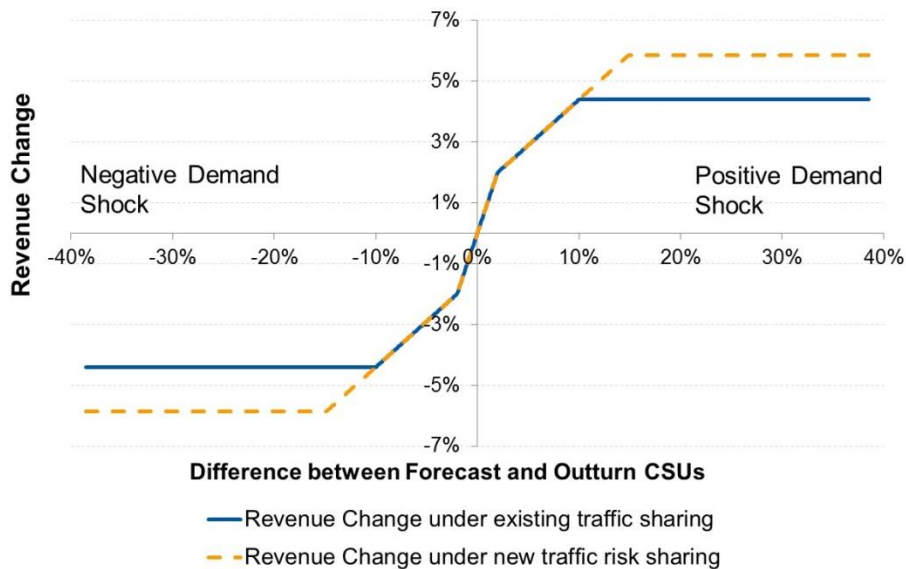 7%
5%
3%
1%
-1%
-3%
-5%
-7%
Revenue Change
Negative Demand
Shock
Positive Demand
Shock
-40%
-30%
-20%
-10%
0%
10%
20%
30%
40%
Difference between Forecast and Outturn CSUs
Revenue Change under existing traffic sharing
Revenue Change under new traffic risk sharing